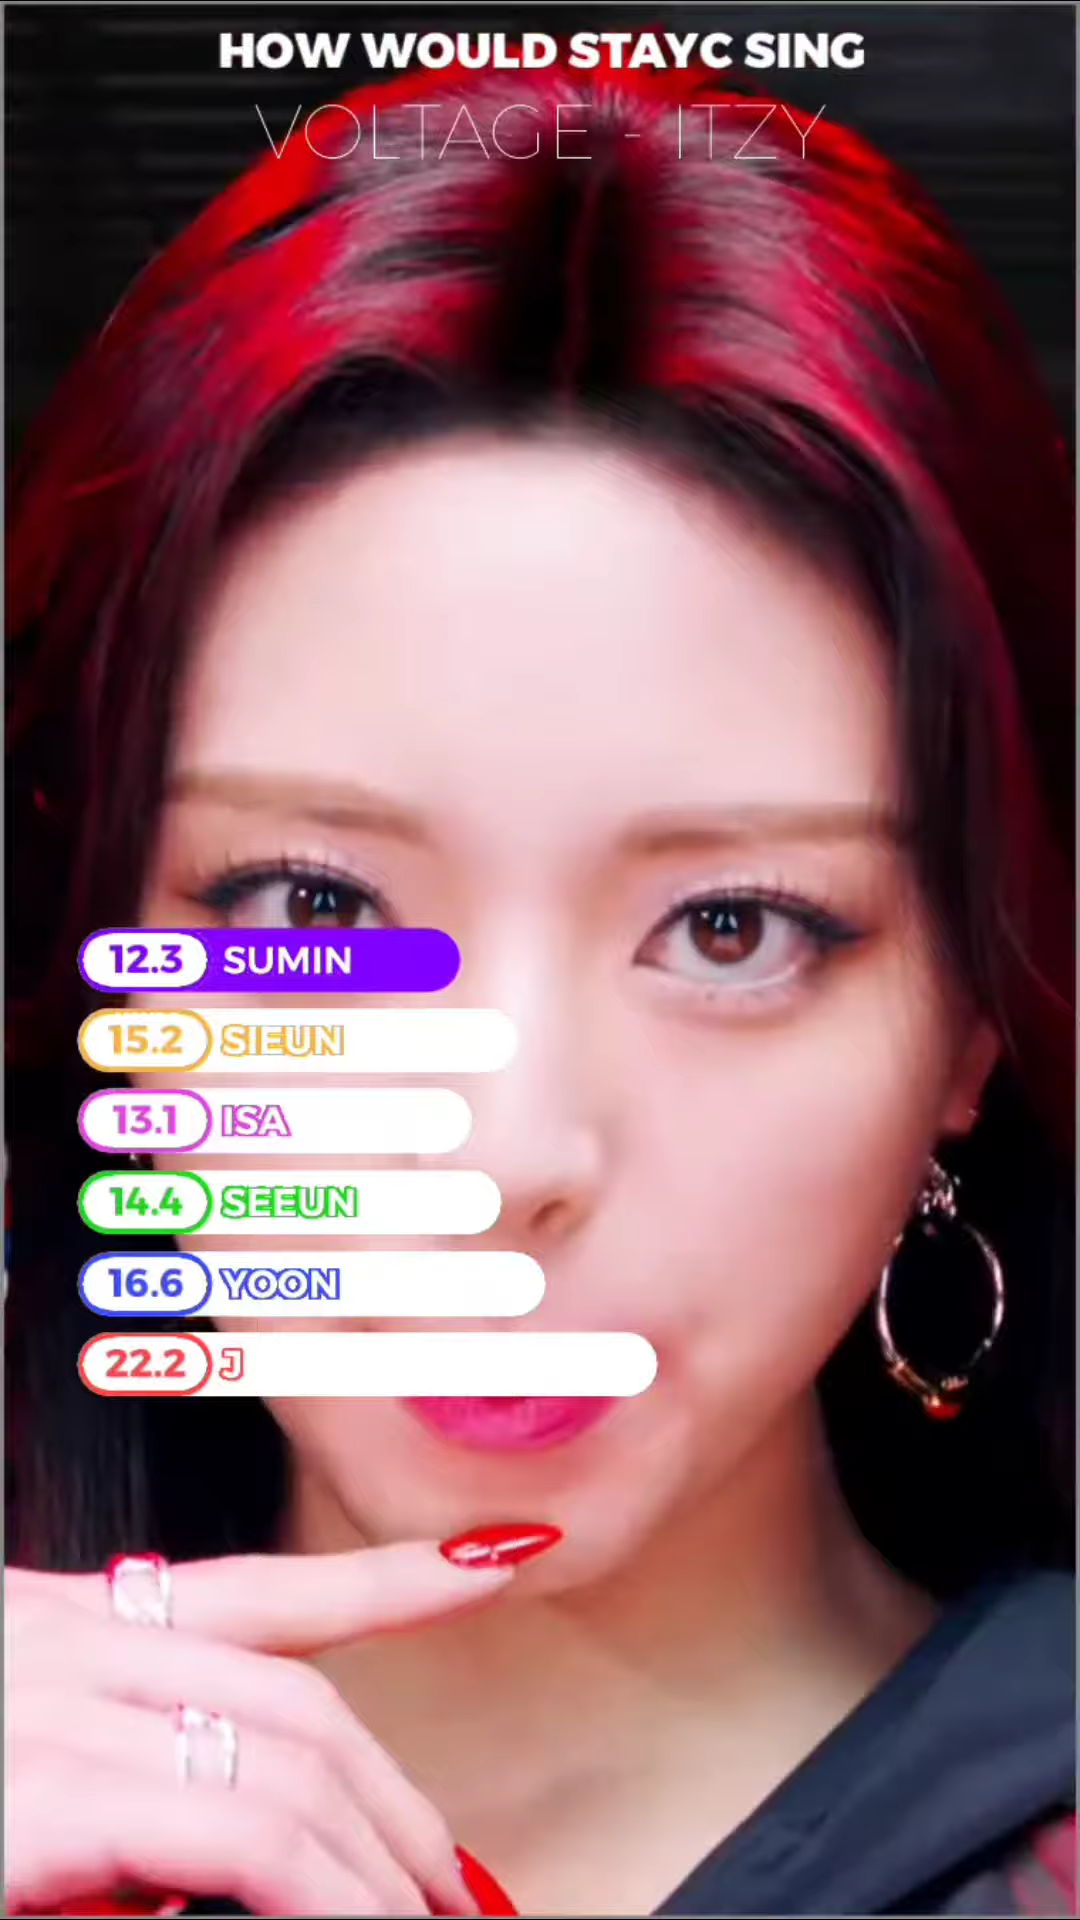 HOW WOULD STAYC SING
VOLTAGE - ITZY
12.3 SUMIN
15.2 SIEUN
13.1 ISA
14.4 SEEUN
16.6 YOON
22.2 J